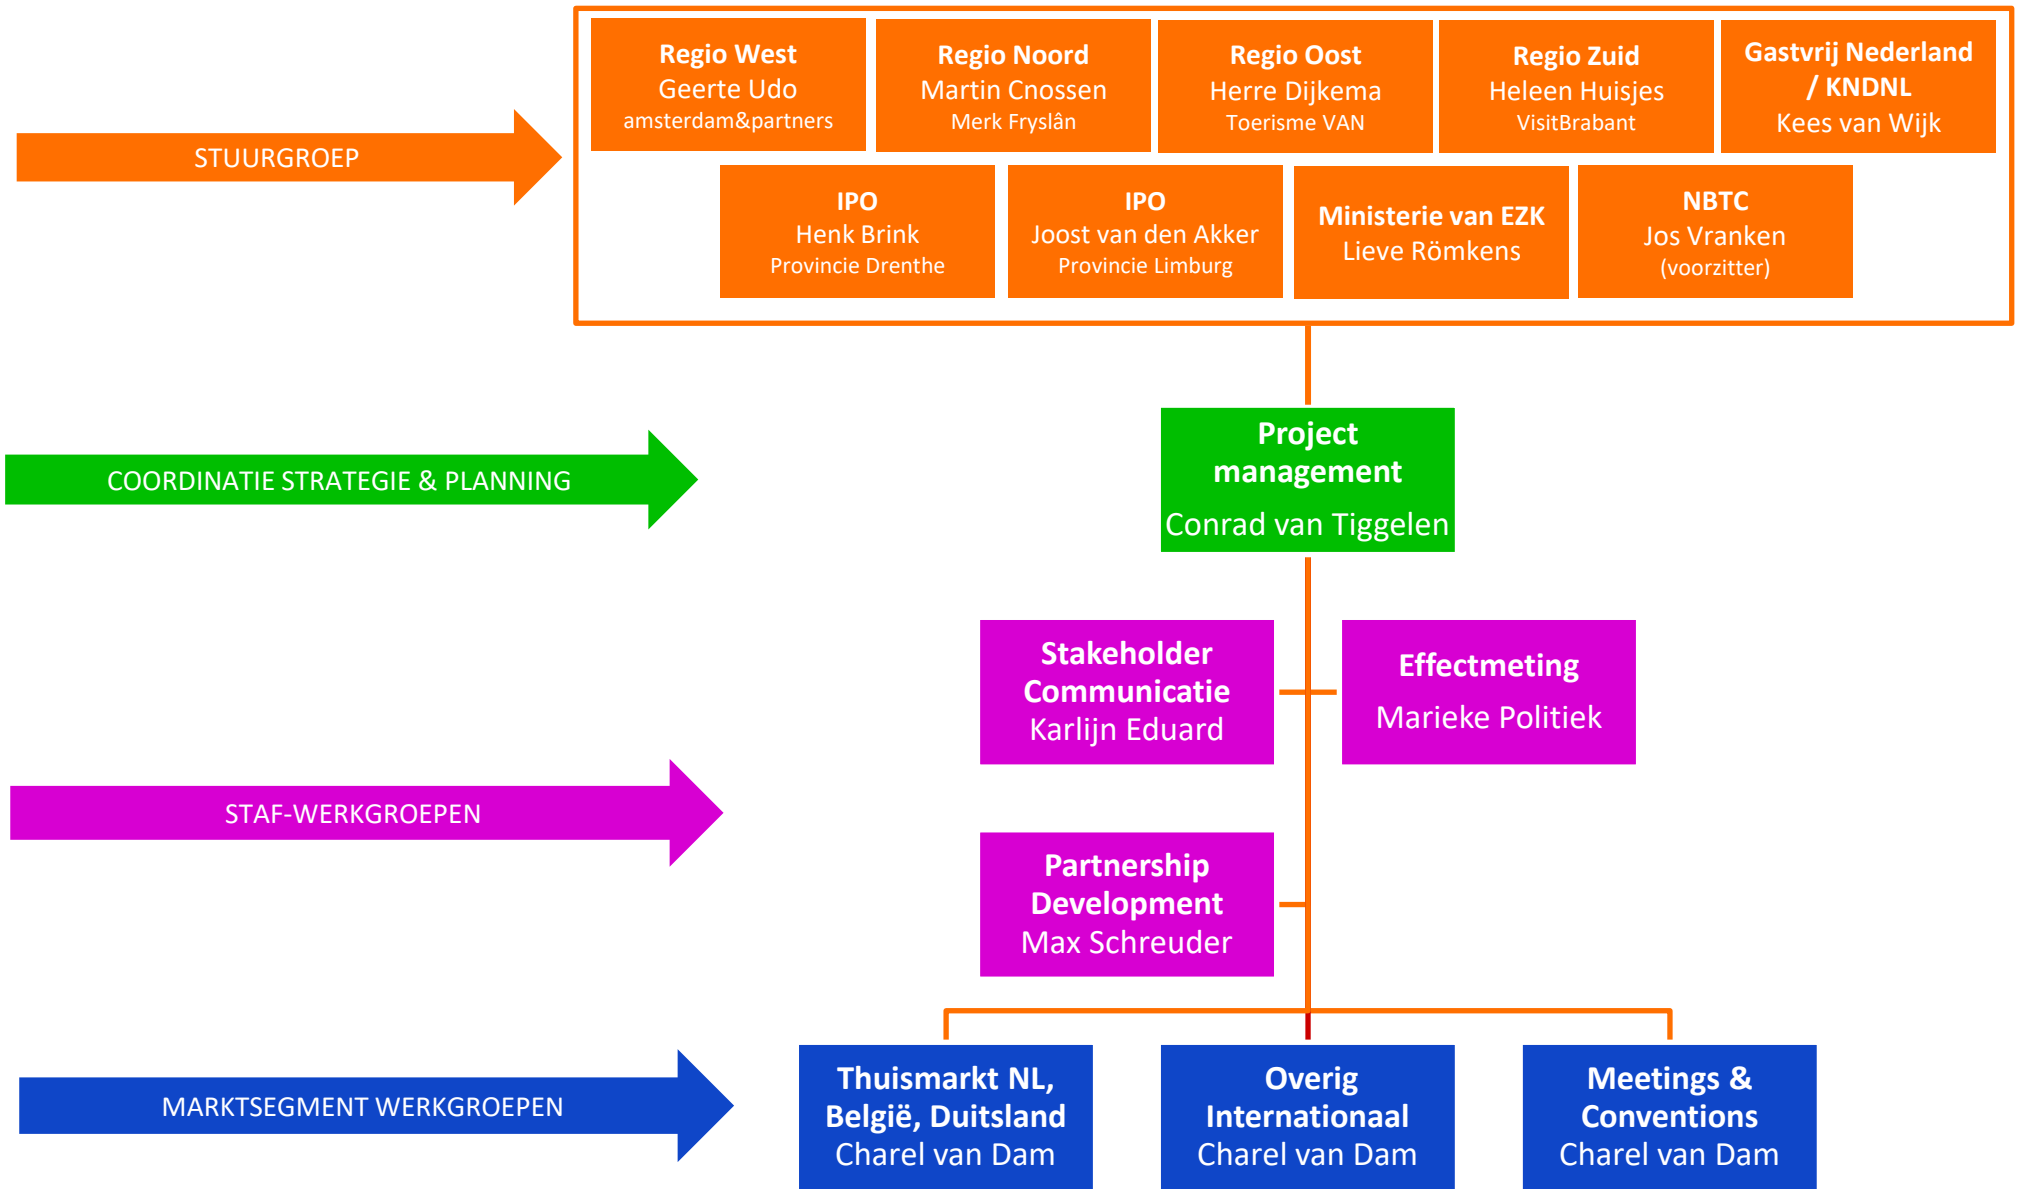 Regio West
Geerte Udo
amsterdam&partners
Regio Noord
Martin Cnossen
Merk Fryslân
Regio Oost
Herre Dijkema
Toerisme VAN
Regio Zuid
Heleen Huisjes
VisitBrabant
Gastvrij Nederland
/ KNDNL
Kees van Wijk
STUURGROEP
IPO
Henk Brink
Provincie Drenthe
IPO
Joost van den Akker
Provincie Limburg
Ministerie van EZK
Lieve Römkens
NBTC
Jos Vranken
(voorzitter)
COORDINATIE STRATEGIE & PLANNING
Project
management
Conrad van Tiggelen
Stakeholder
Communicatie
Karlijn Eduard
Effectmeting
Marieke Politiek
STAF-WERKGROEPEN
Partnership
Development
Max Schreuder
MARKTSEGMENT WERKGROEPEN
Thuismarkt NL,
België, Duitsland
Charel van Dam
Overig
Internationaal
Charel van Dam
Meetings &
Conventions
Charel van Dam